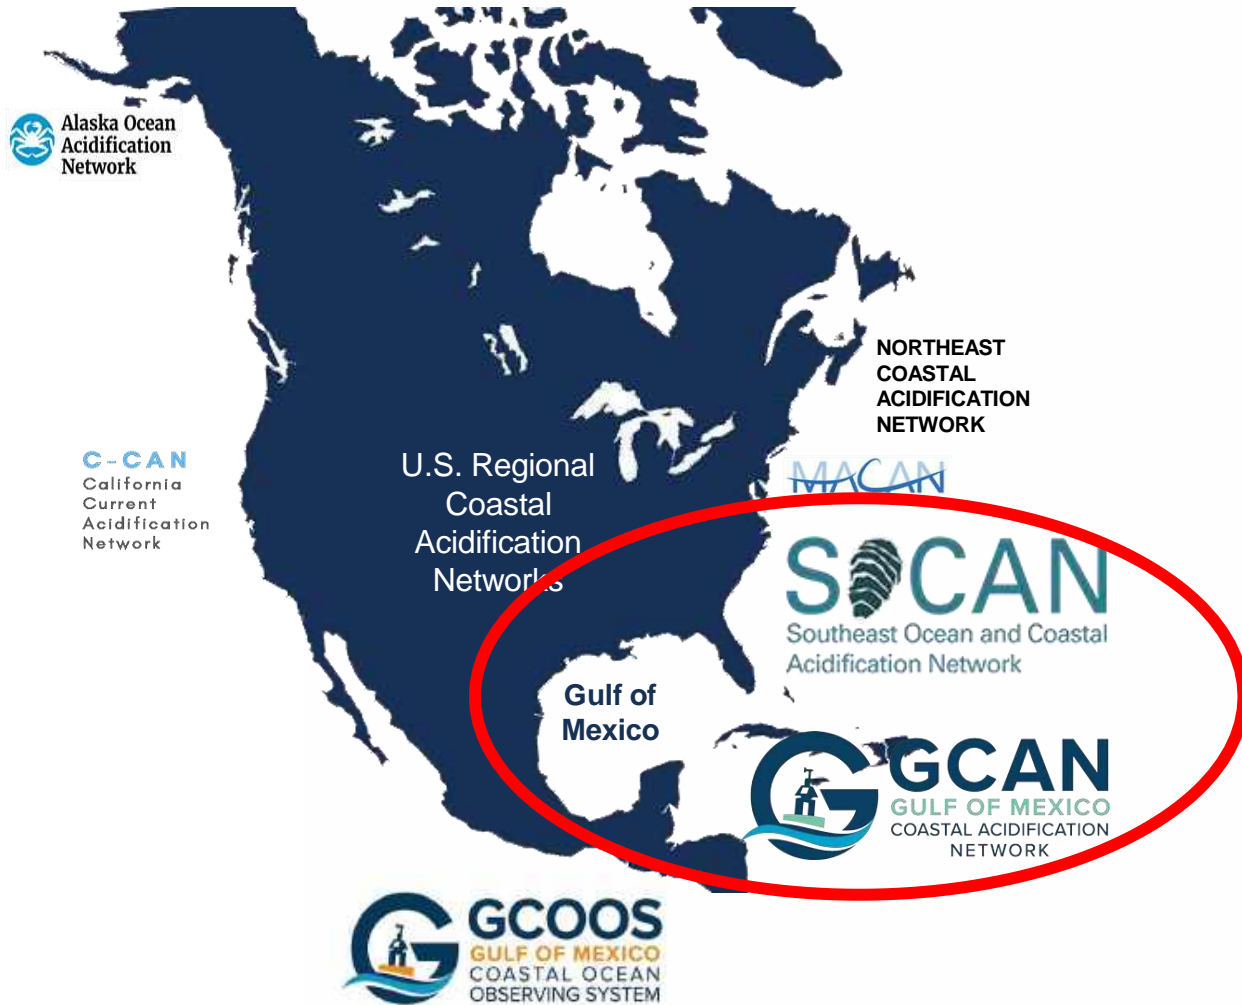 Alaska Ocean
Acidification
Network
NORTHEAST
COASTAL
ACIDIFICATION
NETWORK
C-CAN
California
Current
Acidification
Network
U.S. Regional
Coastal
Acidification
Networks
MACAN
SOCAN
Southeast Ocean and Coastal
Acidification Network
Gulf of
Mexico
GCAN
GULF OF MEXICO
COASTAL ACIDIFICATION
NETWORK
GCOOS
GULF OF MEXICO
COASTAL OCEAN
OBSERVING SYSTEM